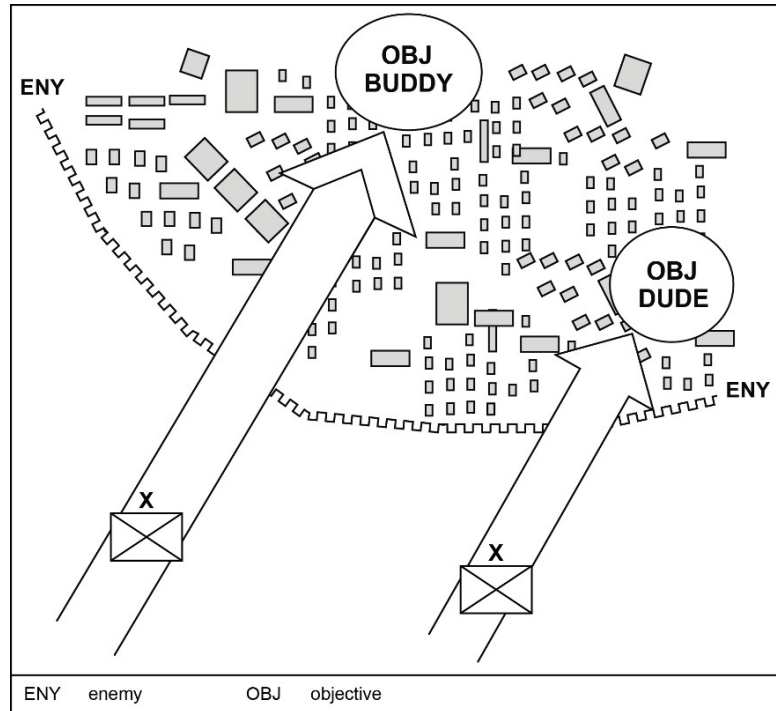 OBJ
BUDDY
ENY
OBJ
DUDE
ENY
X
X
ENY enemy OBJ objective